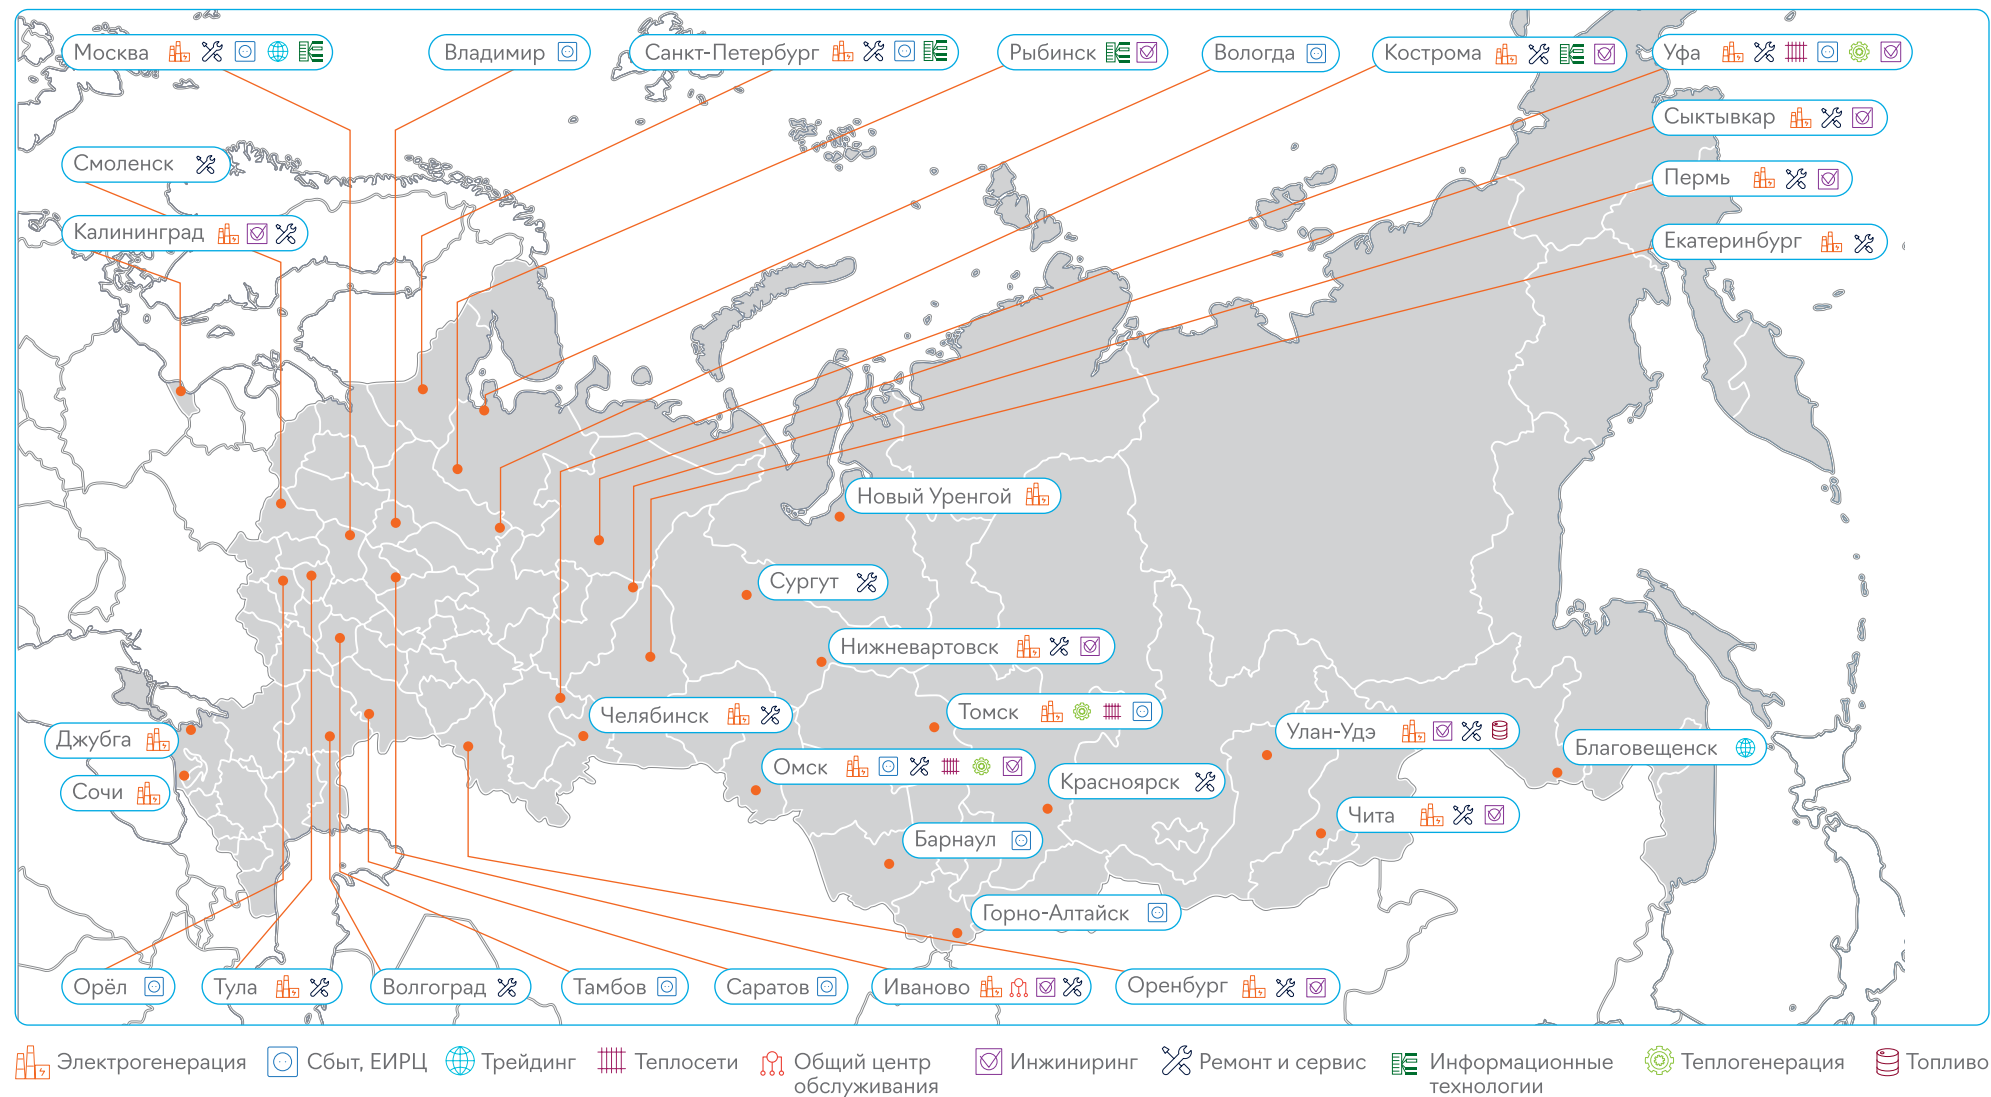 Москва
Владимир
Санкт-Петербург
Рыбинск
Вологда
Кострома
Уфа
Сыктывкар
Смоленск
Пермь
Калининград
Екатеринбург
Новый Уренгой
Сургут
Нижневартовск
Челябинск
Томск
Джубга
Улан-Удэ
Благовещенск
Омск
Красноярск
Сочи
Чита
Барнаул
Горно-Алтайск
Орёл
Тула
Волгоград
Тамбов
Саратов
Иваново
Оренбург
Электрогенерация
Сбыт, ЕИРЦ
Трейдинг
Теплосети
Общий центр
обслуживания
Инжиниринг
Ремонт и сервис
Информационные
технологии
Теплогенерация
Топливо